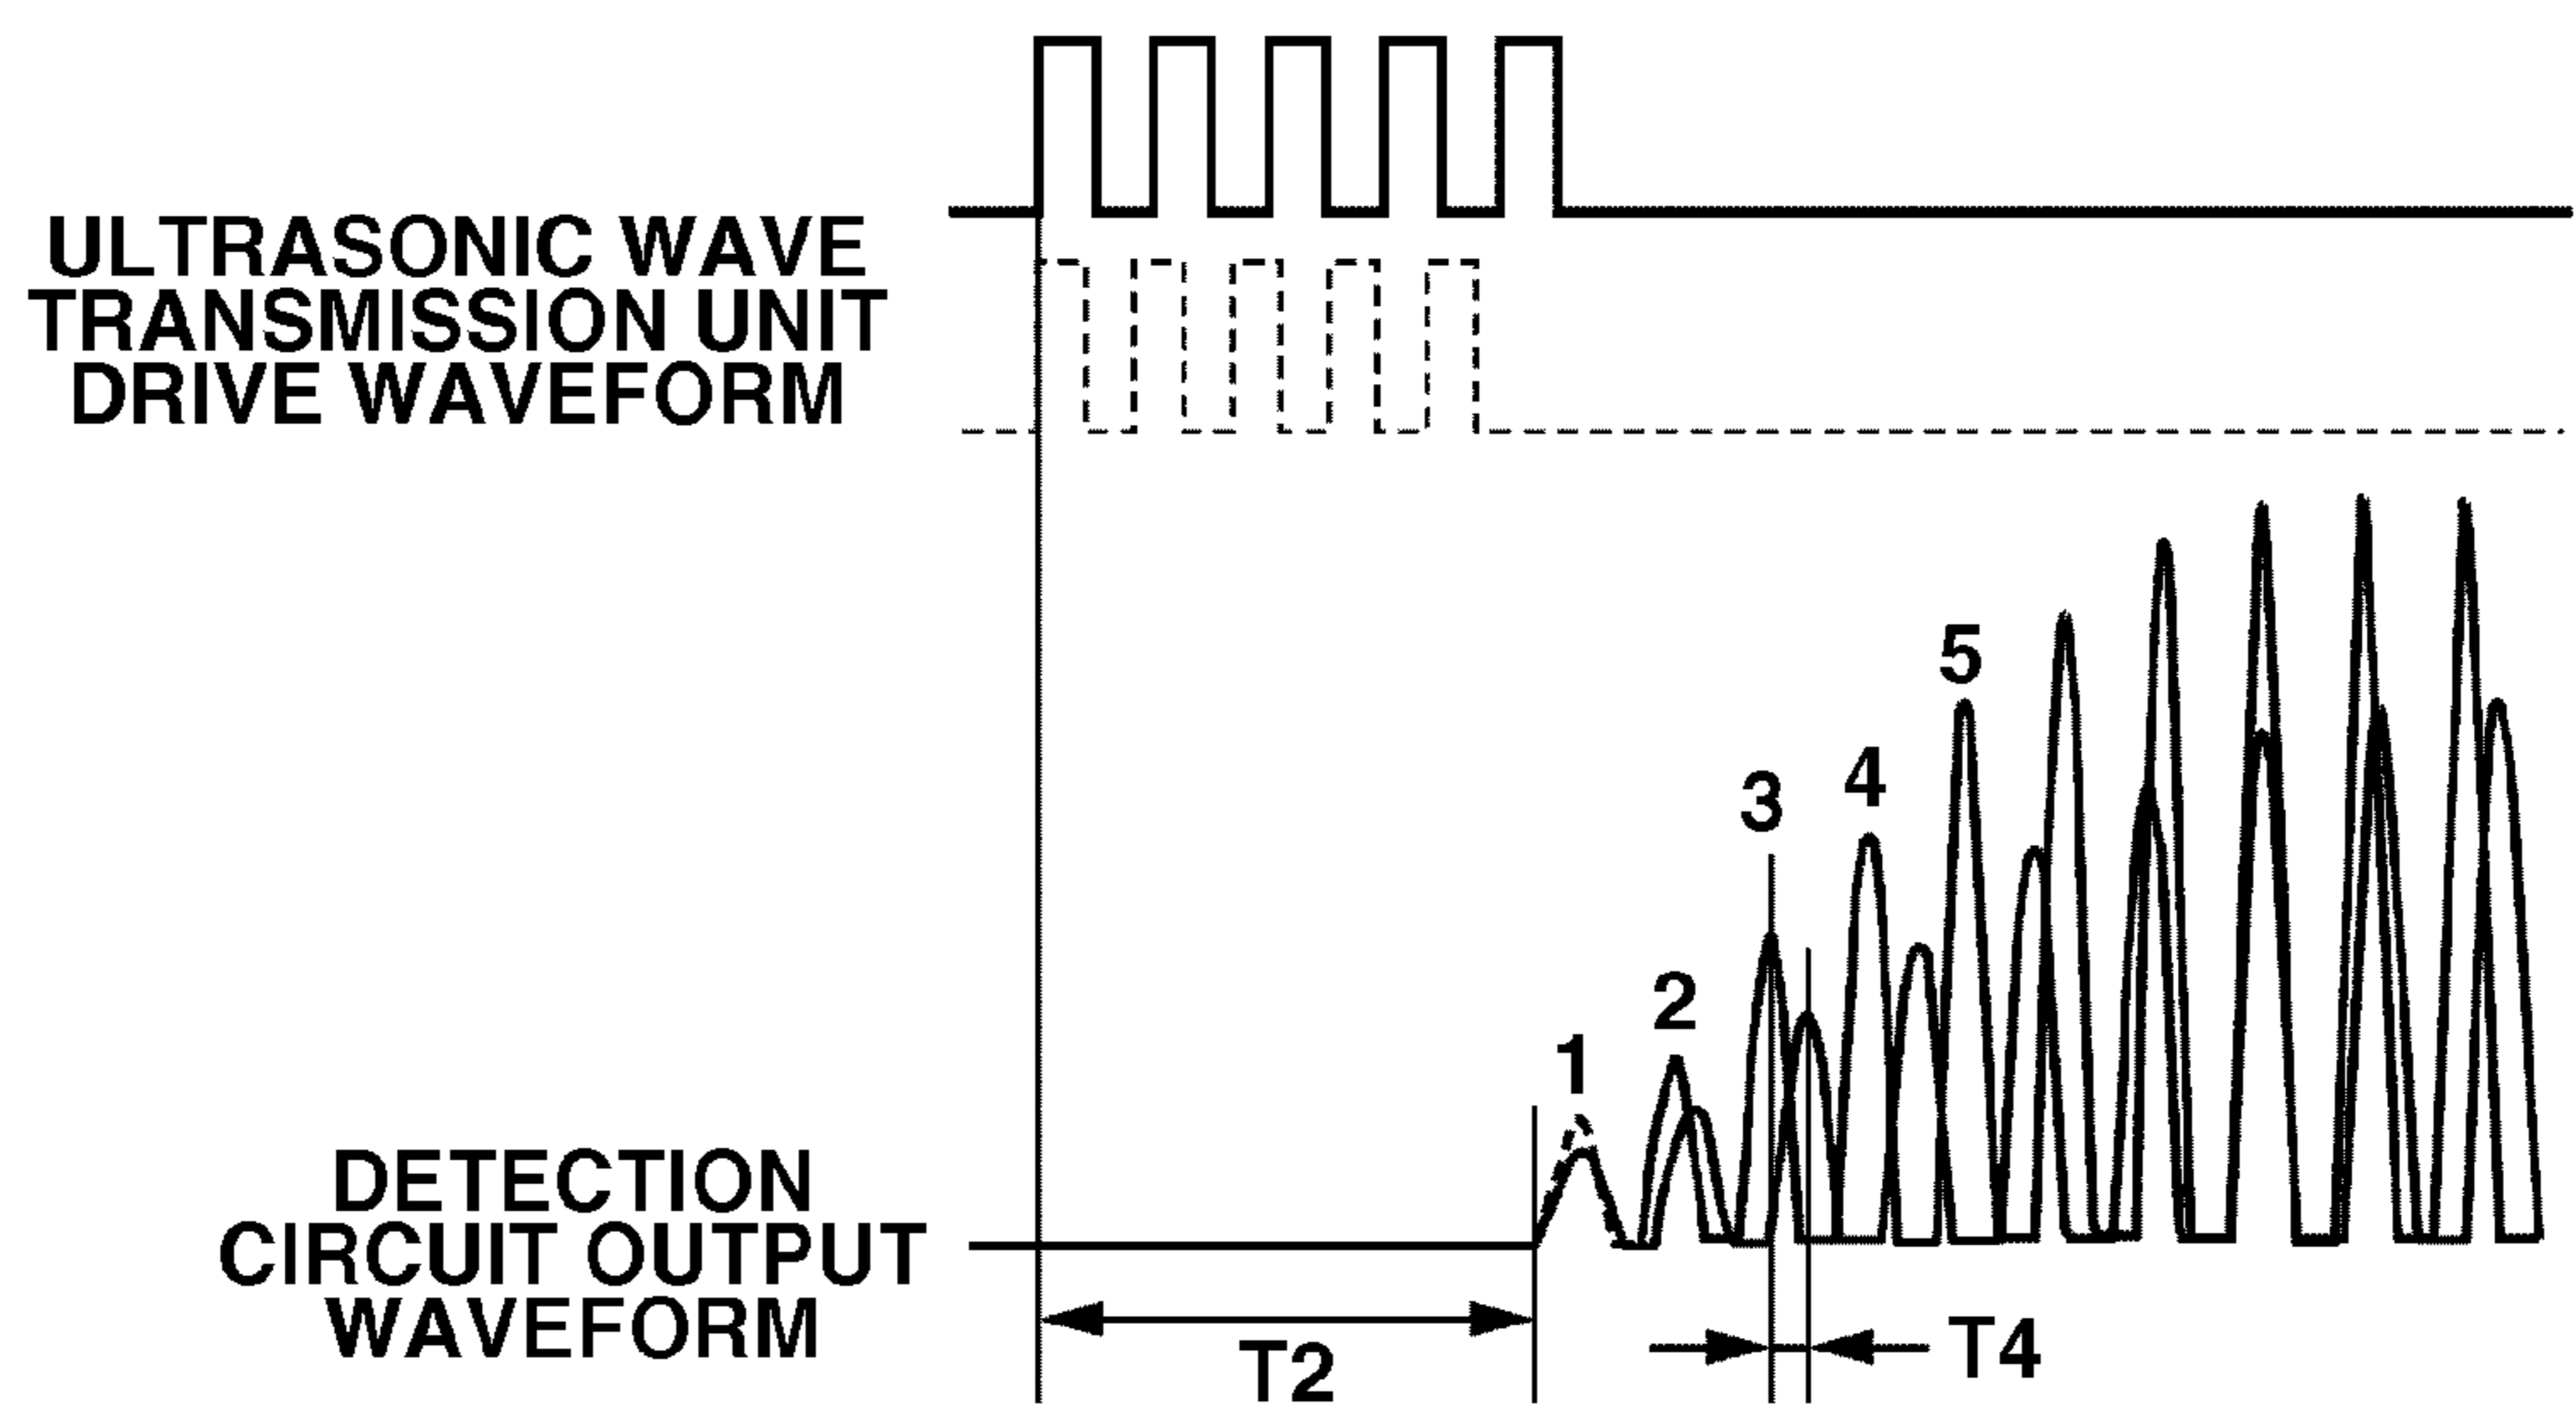 ULTRASONIC WAVE
TRANSMISSION UNIT
DRIVE WAVEFORM
5
4
3
2
1
DETECTION
CIRCUIT OUTPUT
WAVEFORM
T2
T4